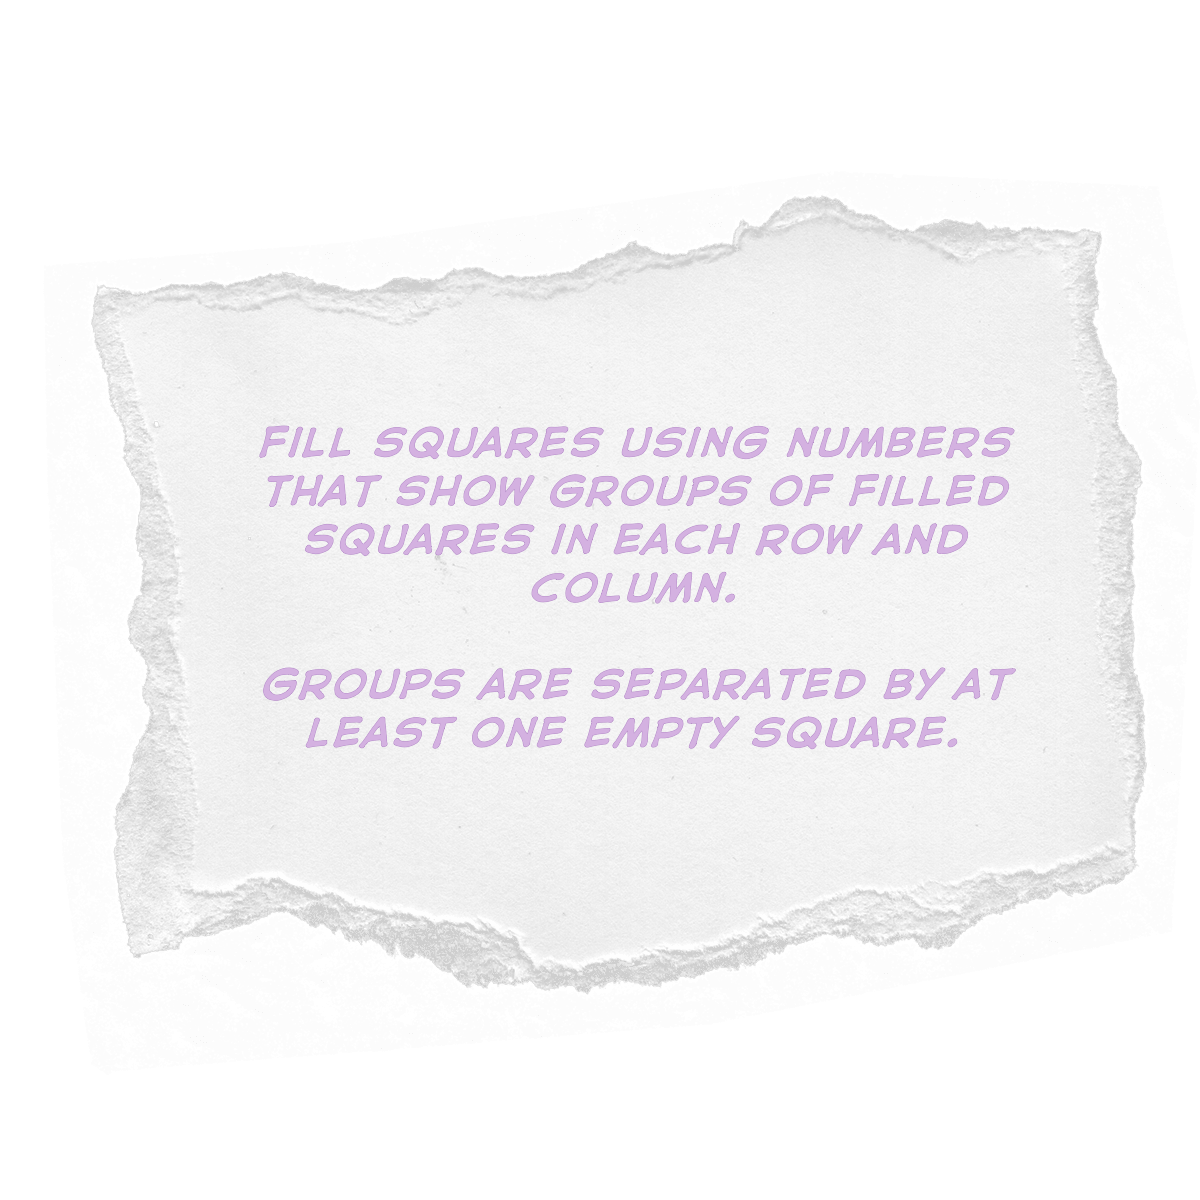 FILL SQUARES USING NUMBERS
THAT SHOW GROUPS OF FILLED
SQUARES IN EACH ROW AND
COLUMN.
GROUPS ARE SEPARATED BY AT
LEAST ONE EMPTY SQUARE.